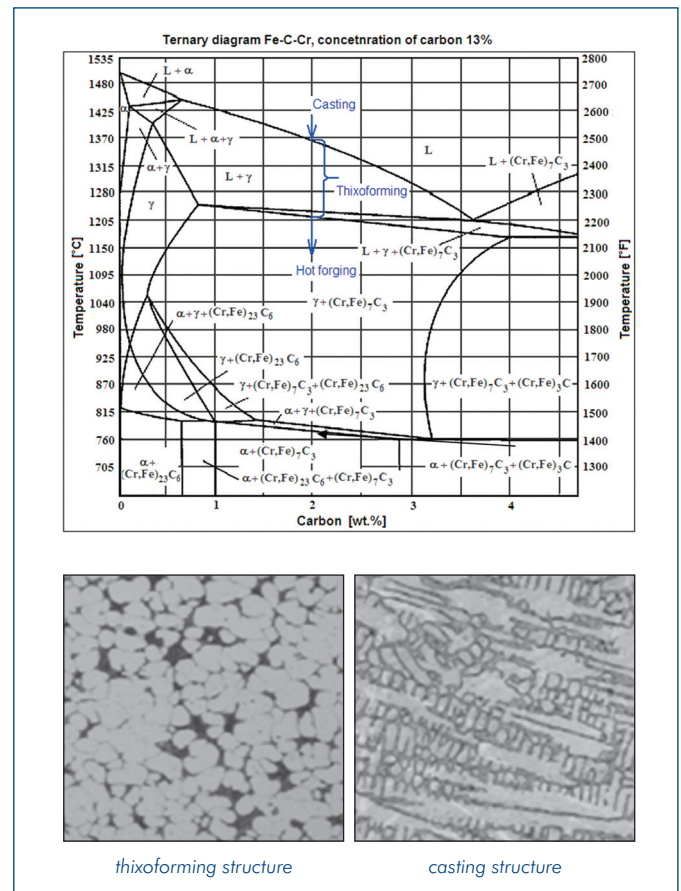 Ternary diagram Fe-C-Cr, concetnration of carbon 13%
1535
1480
1425
1370
1315
1280
1205
1150
1095
1040
980
925
870
815
760
705
Temperature [°C]
2800
2700
2600
2500
2400
2300
2200
2100
2000
1900
1800
1700
1600
1500
1400
1300
Temperature [°F]
L + α
α
L + α+γ
α+γ
γ
L+γ
Casting
L
Thixoforming
L + (Cr,Fe)7C3
L + γ + (Cr,Fe)7C3
Hot forging
γ + (Cr,Fe)7C3
α + γ + (Cr,Fe)23 C6
γ + (Cr,Fe)23 C6
γ + (Cr,Fe)7C3 + (Cr,Fe)23C6
α + γ + (Cr,Fe)7C3
γ + (Cr,Fe)7C3 + (Cr,Fe)3C
α +
(Cr,Fe)23C6
α + (Cr,Fe)7C3
α + (Cr,Fe)23 C6 + (Cr,Fe)7C3
α + (Cr,Fe)7C3 + (Cr,Fe)3 C
0 1 2 3 4
Carbon [wt.%]
thixoforming structure
casting structure